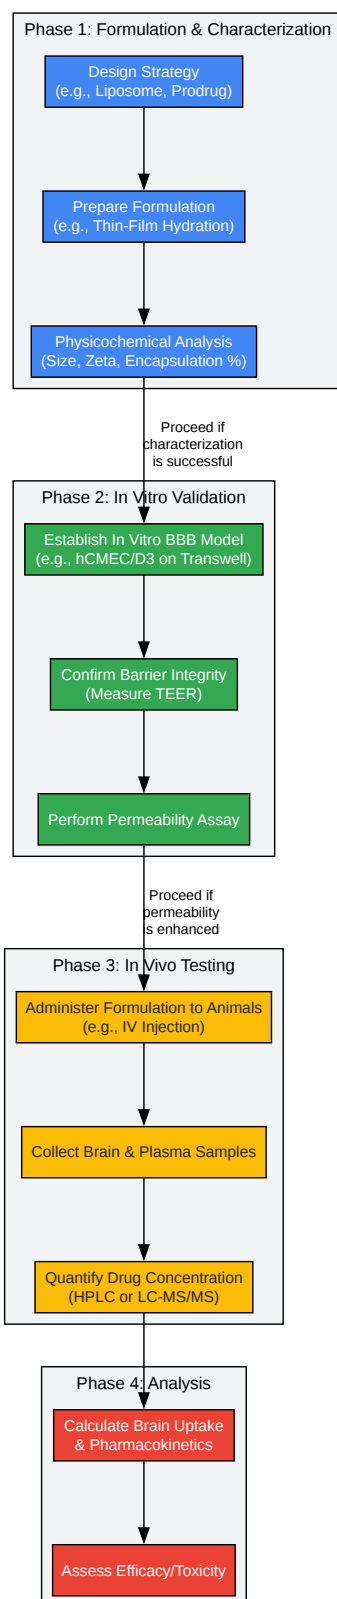 Phase 1: Formulation & Characterization
Design Strategy
(e.g., Liposome, Prodrug)
Prepare Formulation
(e.g., Thin-Film Hydration)
Physicochemical Analysis
(Size, Zeta, Encapsulation %)
Proceed if
characterization
is successful
Phase 2: In Vitro Validation
Establish In Vitro BBB Model
(e.g., hCMEC/D3 on Transwell)
Confirm Barrier Integrity
(Measure TEER)
Perform Permeability Assay
Proceed if
permeability
is enhanced
Phase 3: In Vivo Testing
Administer Formulation to Animals
(e.g., IV Injection)
Collect Brain & Plasma Samples
Quantify Drug Concentration
(HPLC or LC-MS/MS)
Phase 4: Analysis
Calculate Brain Uptake
& Pharmacokinetics
Assess Efficacy/Toxicity